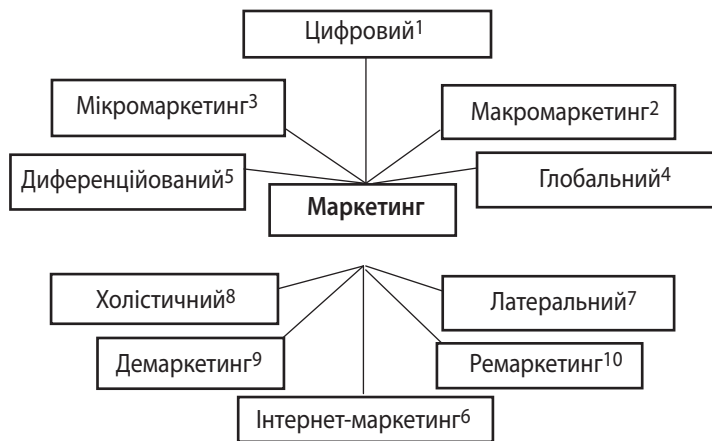 Цифровий1
Мікромаркетинг3
Макромаркетинг2
Диференційований5
Глобальний4
Маркетинг
Холістичний8
Латеральний7
Демаркетинг9
Ремаркетинг10
Інтернет-маркетинг6